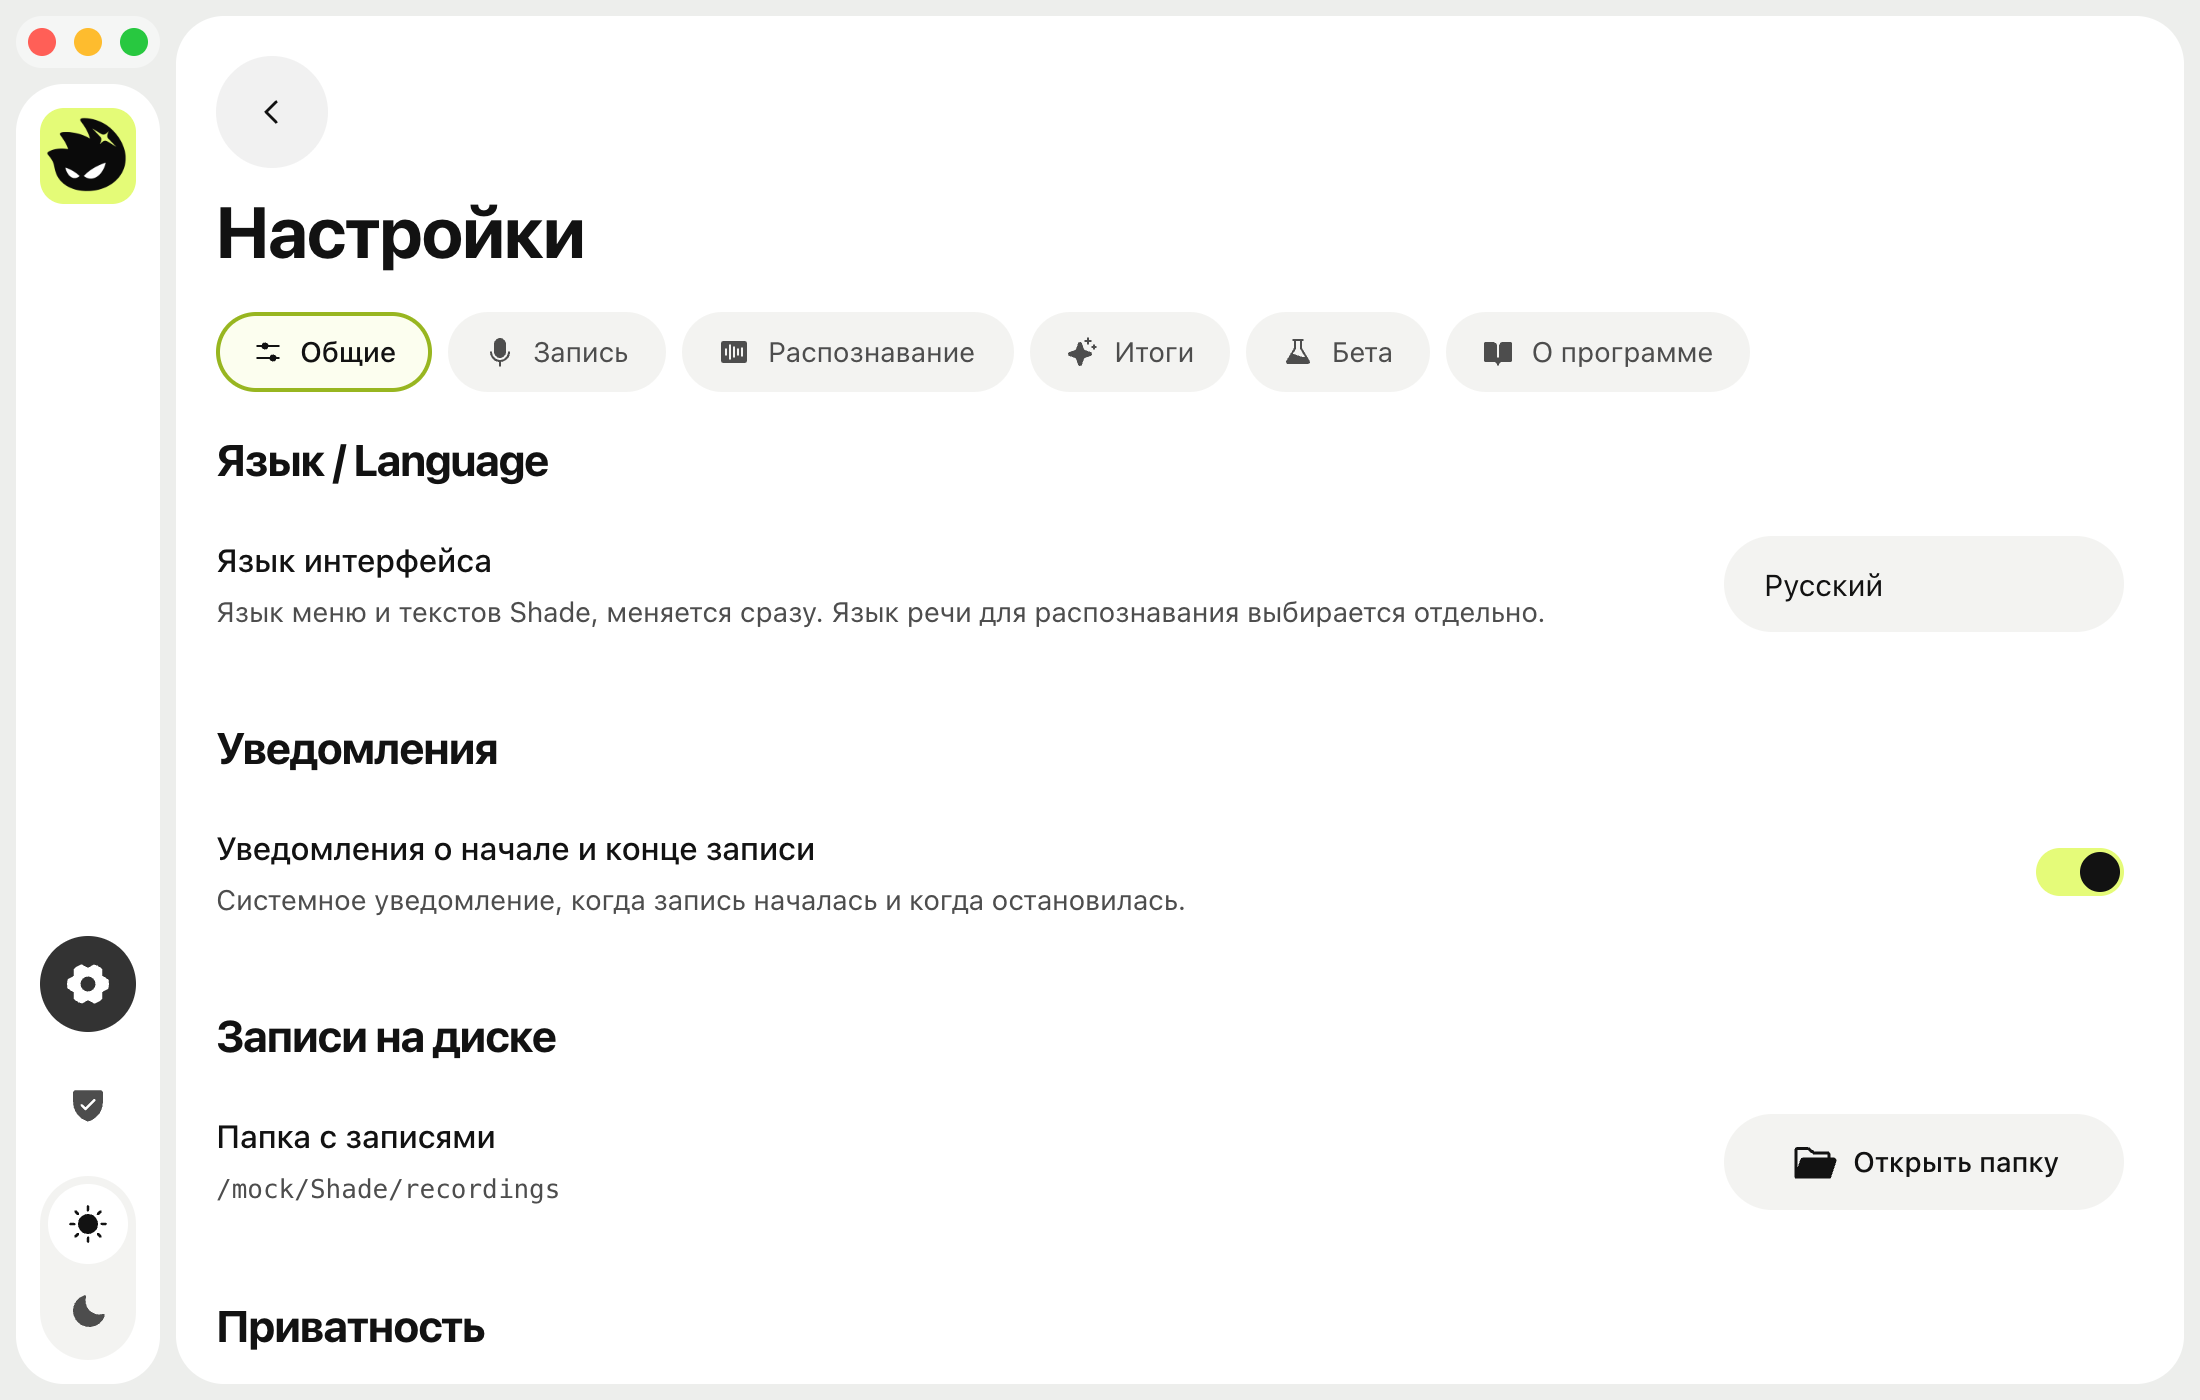 Настройки
Общие
Запись
Распознавание
Итоги
Бета
О программе
Язык / Language
Язык интерфейса
Язык меню и текстов Shade, меняется сразу. Язык речи для распознавания выбирается отдельно.
Русский
Уведомления
Уведомления о начале и конце записи
Системное уведомление, когда запись началась и когда остановилась.
Записи на диске
Папка с записями
/mock/Shade/recordings
Открыть папку
Приватность